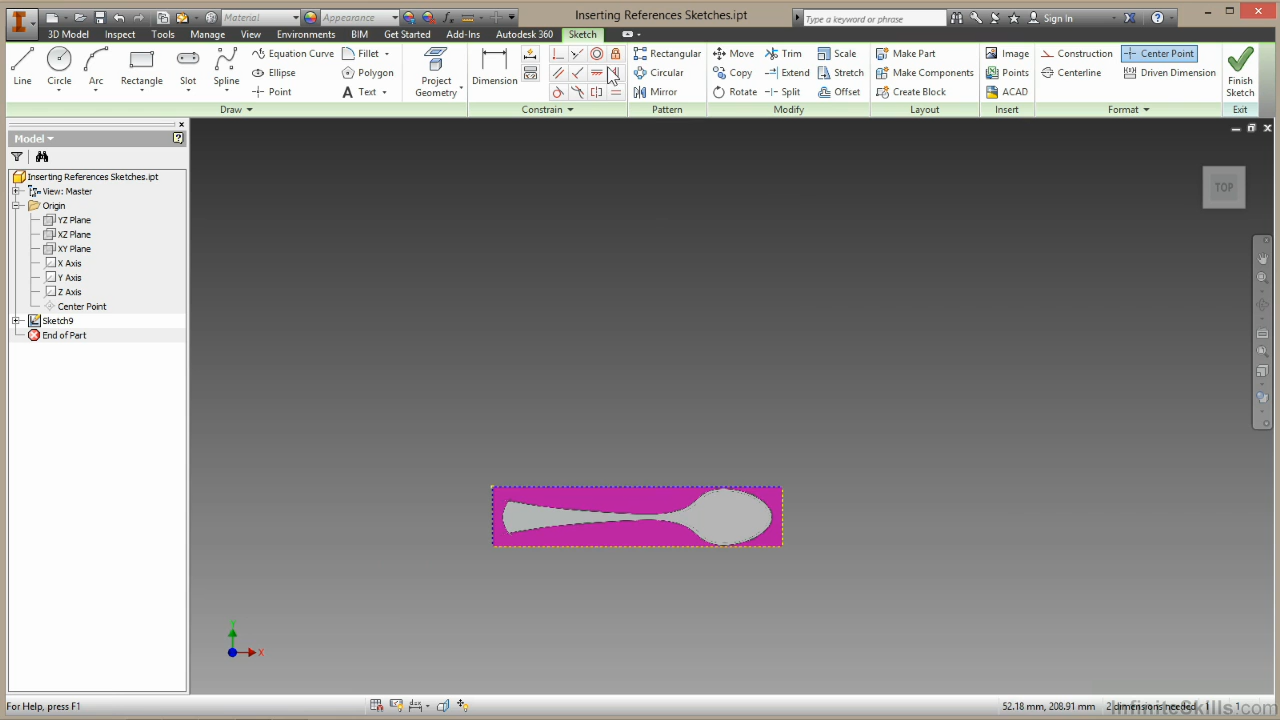 Material
Appearance
Inserting References Sketches.ipt
Type a keyword or phrase
Sign In
3D Model Inspect Tools Manage View Environments BIM Get Started Add-Ins Autodesk 360 Sketch
Line Circle Arc Rectangle Slot Spline
Equation Curve Fillet
Ellipse Polygon
Point Text
Project Geometry
Dimension
Rectangular Move Trim Scale Make Part Image Construction Center Point
Circular Copy Extend Stretch Make Components Points Centerline Driven Dimension
Mirror Rotate Split Offset Create Block ACAD
Finish Sketch
Draw Constrain Pattern Modify Layout Insert Format Exit
Model
Inserting References Sketches.ipt
View: Master
Origin
YZ Plane
XZ Plane
XY Plane
X Axis
Y Axis
Z Axis
Center Point
Sketch9
End of Part
TOP
Y
X
For Help, press F1
52.18 mm, 208.91 mm 2 dimensions needed 1 1
InfiniteSkills.com